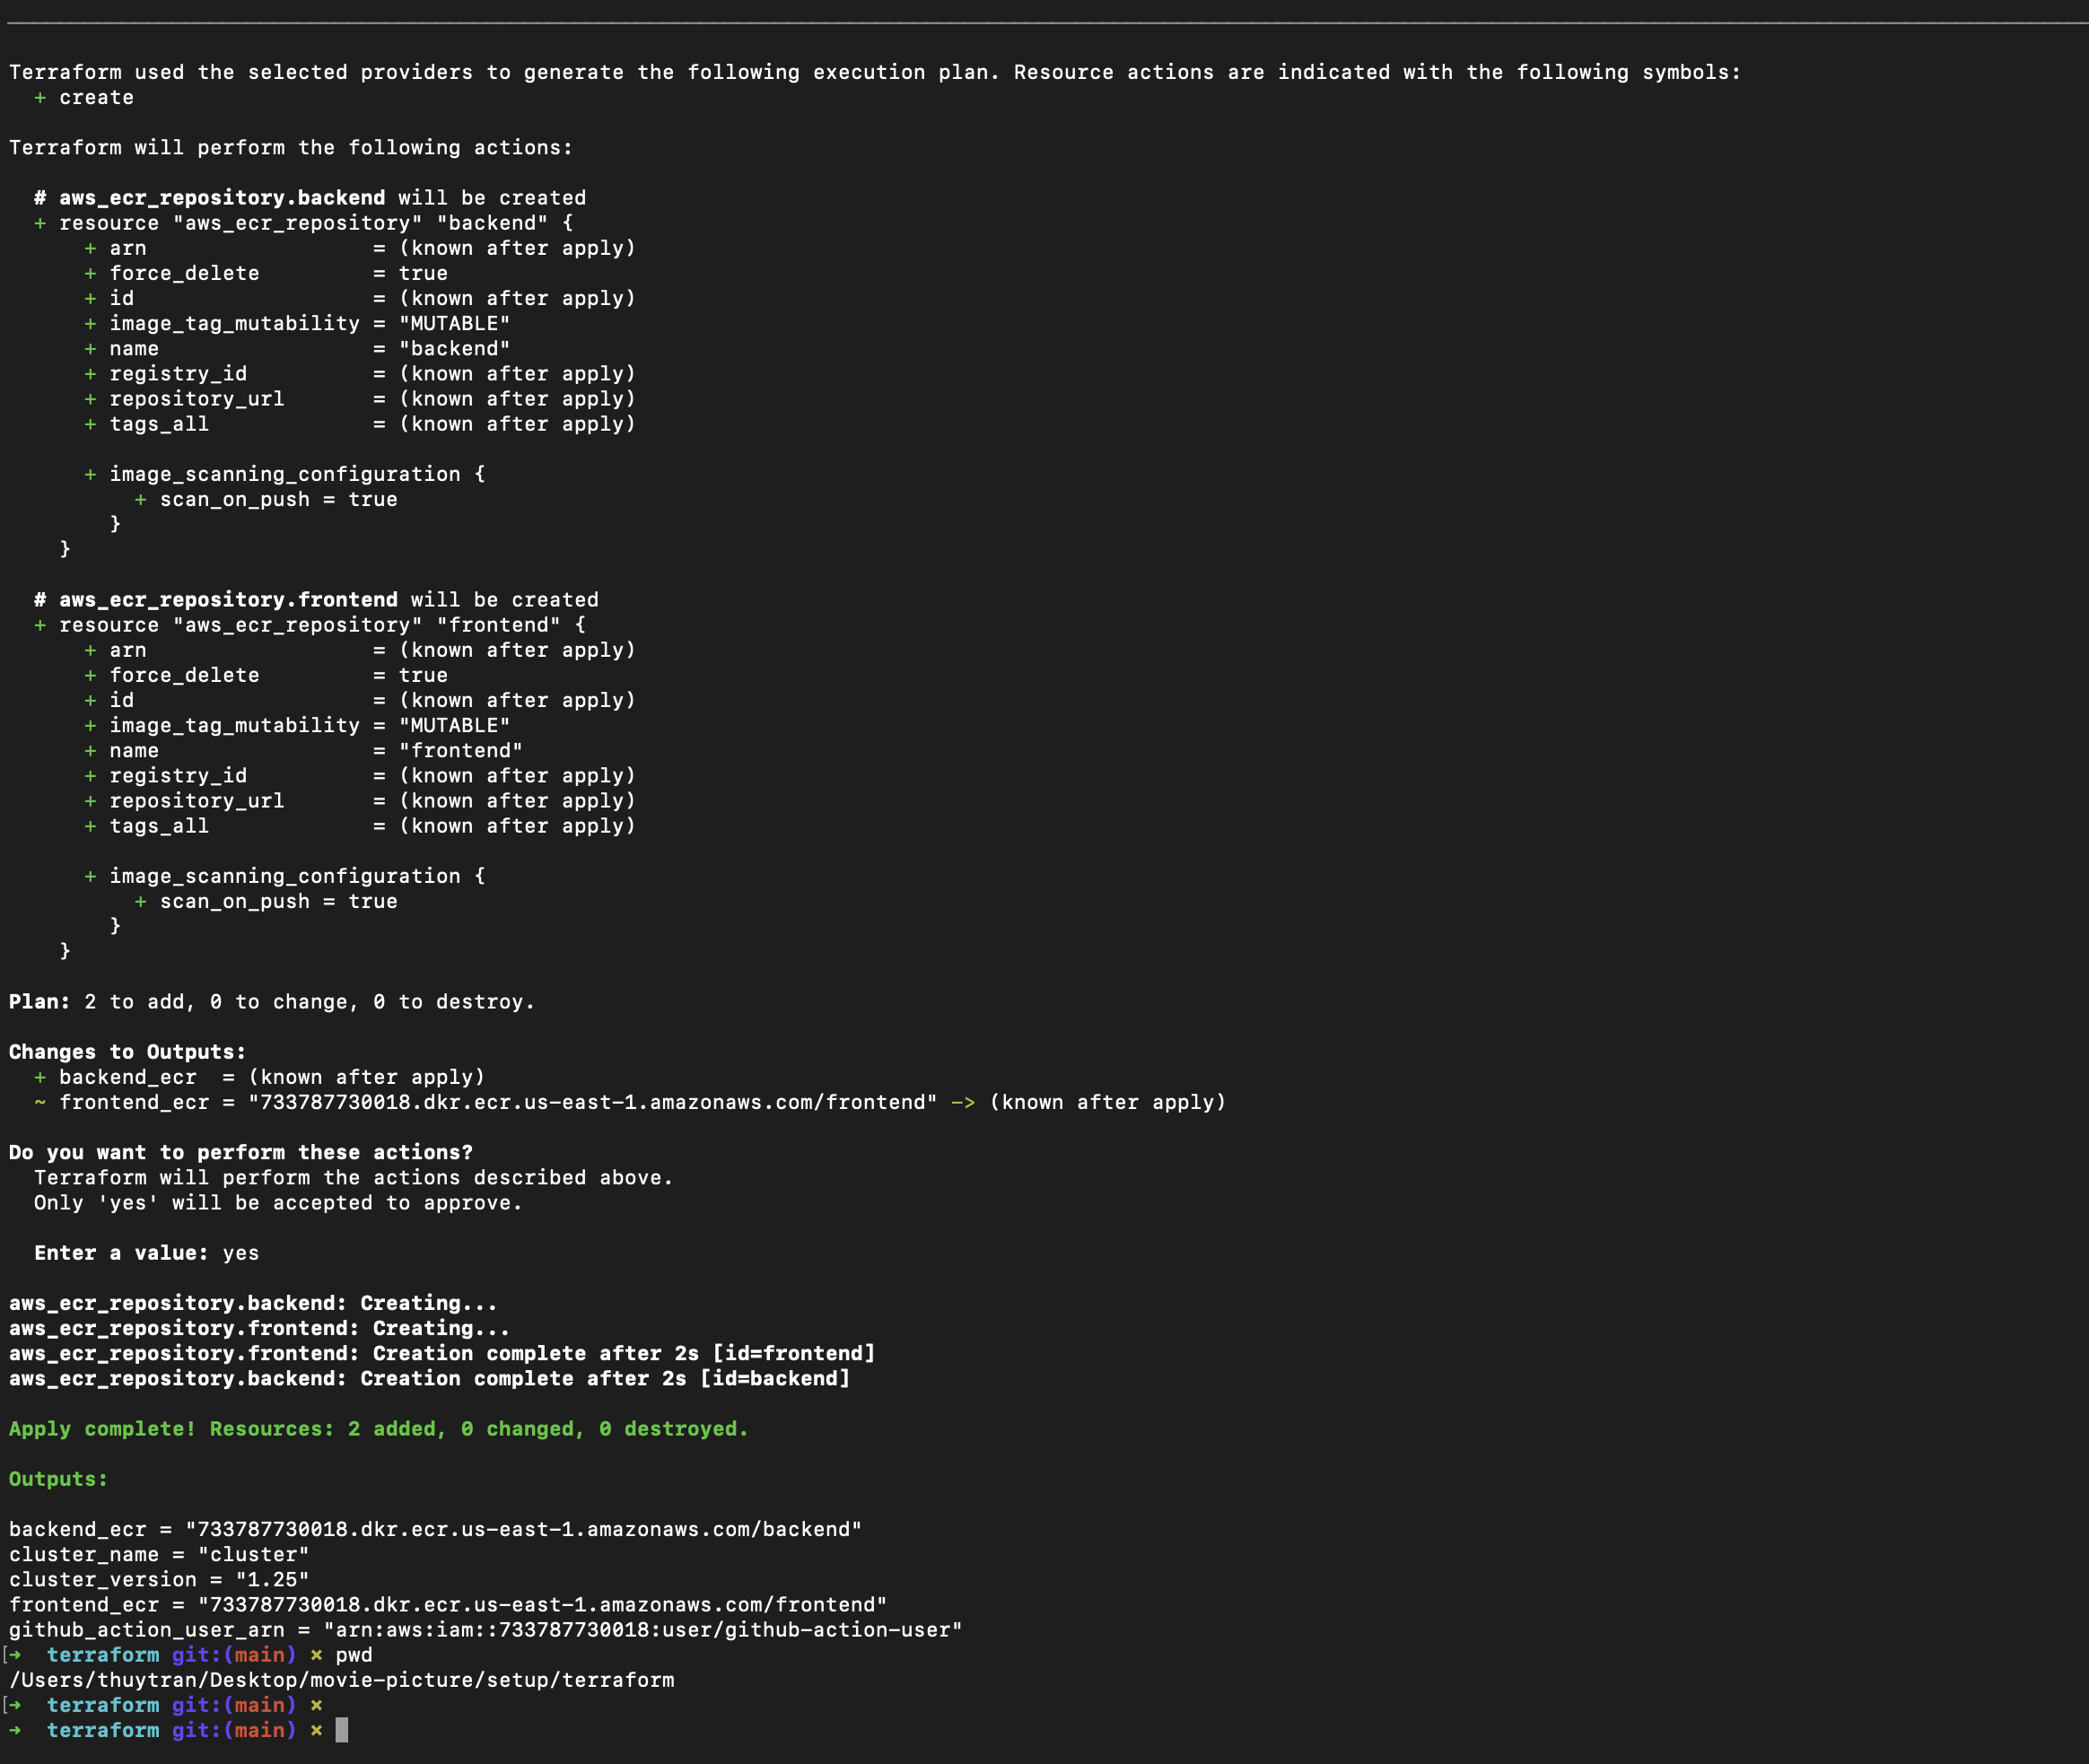 Terraform used the selected providers to generate the following execution plan. Resource actions are indicated with the following symbols:
  + create

Terraform will perform the following actions:

  # aws_ecr_repository.backend will be created
  + resource "aws_ecr_repository" "backend" {
      + arn                  = (known after apply)
      + force_delete         = true
      + id                   = (known after apply)
      + image_tag_mutability = "MUTABLE"
      + name                 = "backend"
      + registry_id          = (known after apply)
      + repository_url       = (known after apply)
      + tags_all             = (known after apply)

      + image_scanning_configuration {
          + scan_on_push = true
        }
    }

  # aws_ecr_repository.frontend will be created
  + resource "aws_ecr_repository" "frontend" {
      + arn                  = (known after apply)
      + force_delete         = true
      + id                   = (known after apply)
      + image_tag_mutability = "MUTABLE"
      + name                 = "frontend"
      + registry_id          = (known after apply)
      + repository_url       = (known after apply)
      + tags_all             = (known after apply)

      + image_scanning_configuration {
          + scan_on_push = true
        }
    }

Plan: 2 to add, 0 to change, 0 to destroy.

Changes to Outputs:
  + backend_ecr  = (known after apply)
  ~ frontend_ecr = "733787730018.dkr.ecr.us-east-1.amazonaws.com/frontend" -> (known after apply)

Do you want to perform these actions?
  Terraform will perform the actions described above.
  Only 'yes' will be accepted to approve.

  Enter a value: yes

aws_ecr_repository.backend: Creating...
aws_ecr_repository.frontend: Creating...
aws_ecr_repository.frontend: Creation complete after 2s [id=frontend]
aws_ecr_repository.backend: Creation complete after 2s [id=backend]

Apply complete! Resources: 2 added, 0 changed, 0 destroyed.

Outputs:

backend_ecr = "733787730018.dkr.ecr.us-east-1.amazonaws.com/backend"
cluster_name = "cluster"
cluster_version = "1.25"
frontend_ecr = "733787730018.dkr.ecr.us-east-1.amazonaws.com/frontend"
github_action_user_arn = "arn:aws:iam::733787730018:user/github-action-user"
[➜  terraform git:(main) ✗ pwd
/Users/thuytran/Desktop/movie-picture/setup/terraform
[➜  terraform git:(main) ✗
➜  terraform git:(main) ✗